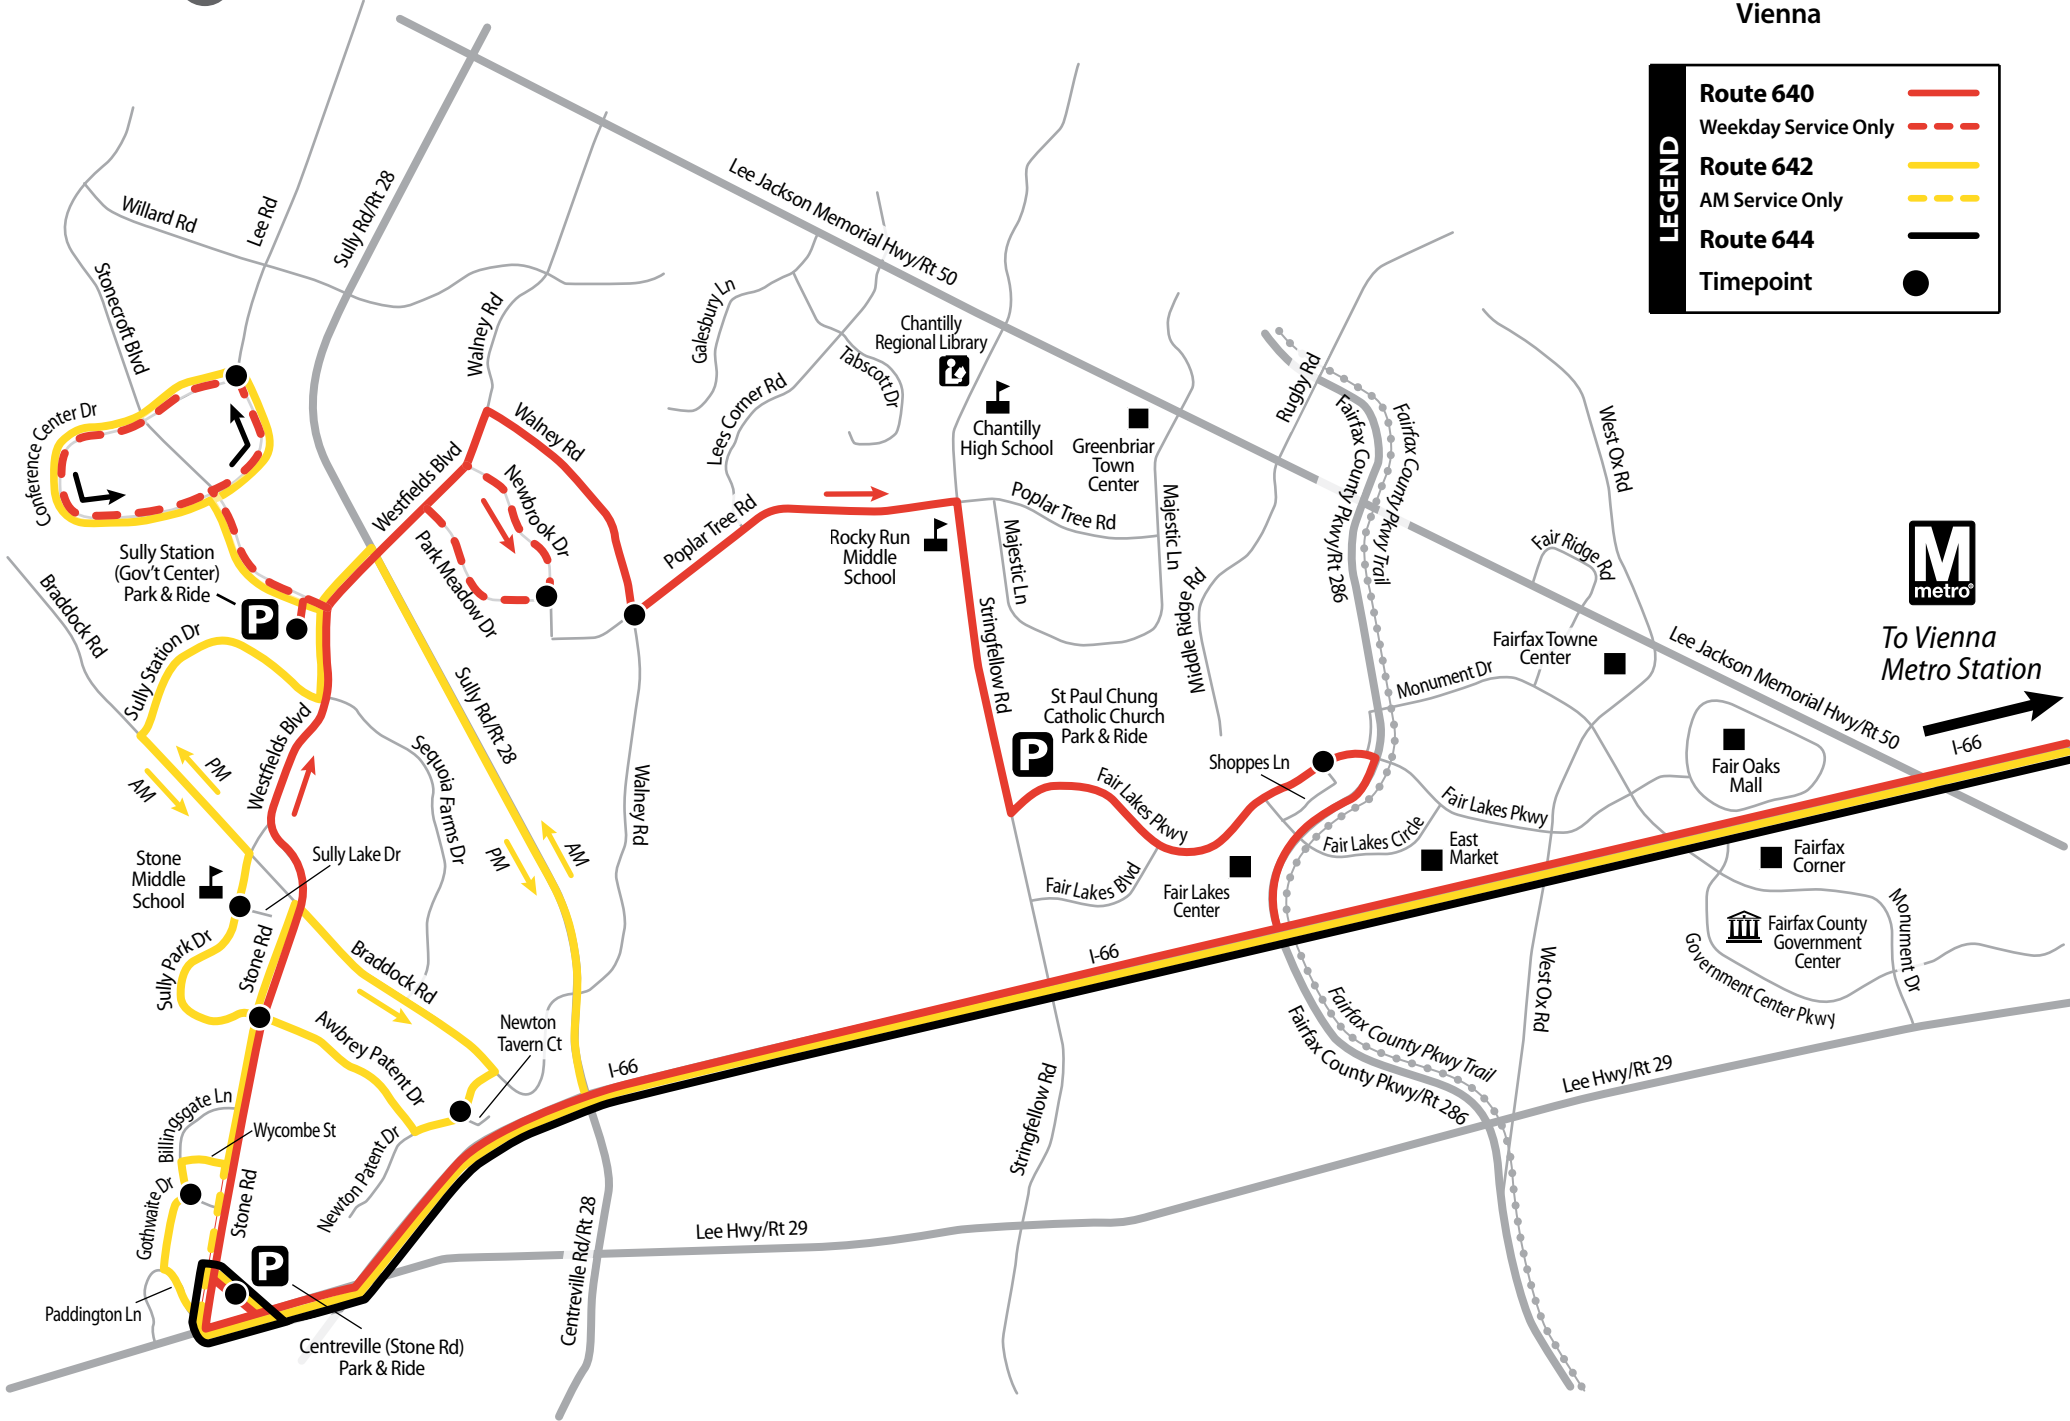 Vienna
LEGEND
Route 640
Weekday Service Only
Route 642
AM Service Only
Route 644
Timepoint
Lee Jackson Memorial Hwy/Rt 50
Willard Rd
Lee Rd
Sully Rd/Rt 28
Stonecroft Blvd
Walney Rd
Galesbury Ln
Chantilly
Regional Library
Tabscott Dr
Lees Corner Rd
Chantilly
High School
Greenbriar
Town
Center
Rugby Rd
Fairfax County Pkwy/Rt 286
Fairfax County Pkwy Trail
West Ox Rd
Conference Center Dr
Walney Rd
Westfields Blvd
Newbrook Dr
Park Meadow Dr
Poplar Tree Rd
Rocky Run
Middle
School
Poplar Tree Rd
Majestic Ln
Majestic Ln
Middle Ridge Rd
Fair Ridge Rd
M
metro
To Vienna
Metro Station
Sully Station
(Gov't Center)
Park & Ride
P
Braddock Rd
Sully Station Dr
Stringfellow Rd
Fairfax Towne
Center
Monument Dr
Lee Jackson Memorial Hwy/Rt 50
I-66
St Paul Chung
Catholic Church
Park & Ride
P
Shoppes Ln
Fair Oaks
Mall
Sully Rd/Rt 28
Westfields Blvd
Sequoia Farms Dr
Walney Rd
PM
AM
PM
AM
Fair Lakes Pkwy
Fair Lakes Pkwy
Fair Lakes Circle
East
Market
Fairfax
Corner
Stone
Middle
School
Sully Lake Dr
Fair Lakes Blvd
Fair Lakes
Center
Fairfax County
Government
Center
Monument Dr
Government Center Pkwy
Sully Park Dr
Stone Rd
Braddock Rd
I-66
West Ox Rd
Awbrey Patent Dr
Newton
Tavern Ct
Fairfax County Pkwy Trail
Fairfax County Pkwy/Rt 286
I-66
Lee Hwy/Rt 29
Billingsgate Ln
Wycombe St
Newton Patent Dr
Stringfellow Rd
Gothwaite Dr
Stone Rd
Centreville Rd/Rt 28
Lee Hwy/Rt 29
P
Paddington Ln
Centreville (Stone Rd)
Park & Ride